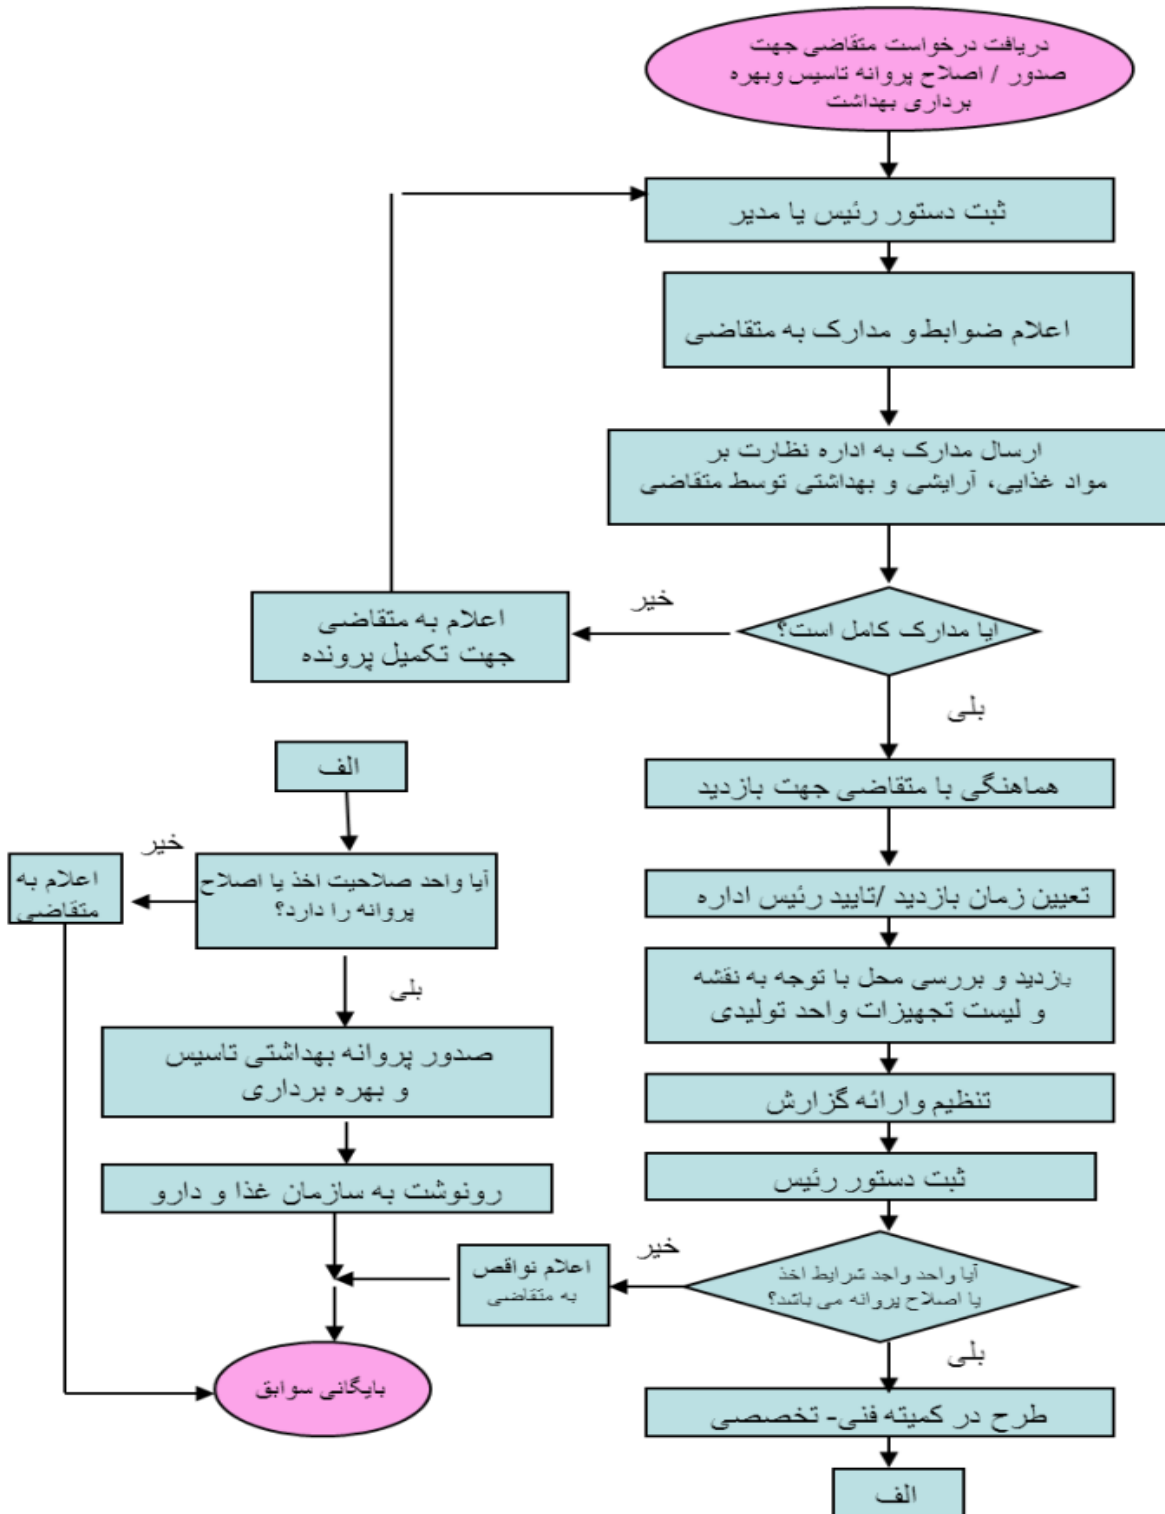 دریافت درخواست متقاضی جهت
صدور / اصلاح پروانه تاسیس وبهره
برداری بهداشت
ثبت دستور رئیس یا مدیر
اعلام ضوابط و مدارک به متقاضی
ارسال مدارک به اداره نظارت بر
مواد غذایی، آرایشی و بهداشتی توسط متقاضی
ایا مدارک کامل است؟
خیر
اعلام به متقاضی
جهت تکمیل پرونده
بلی
هماهنگی با متقاضی جهت بازدید
تعیین زمان بازدید /تایید رئیس اداره
بازدید و بررسی محل با توجه به نقشه
و لیست تجهیزات واحد تولیدی
تنظیم وارائه گزارش
ثبت دستور رئیس
آیا واحد واجد شرایط اخذ
یا اصلاح پروانه می باشد؟
خیر
اعلام نواقص
به متقاضی
بلی
طرح در کمیته فنی- تخصصی
الف
الف
آیا واحد صلاحیت اخذ یا اصلاح
پروانه را دارد؟
خیر
اعلام به
متقاضی
بلی
صدور پروانه بهداشتی تاسیس
و بهره برداری
رونوشت به سازمان غذا و دارو
بایگانی سوابق